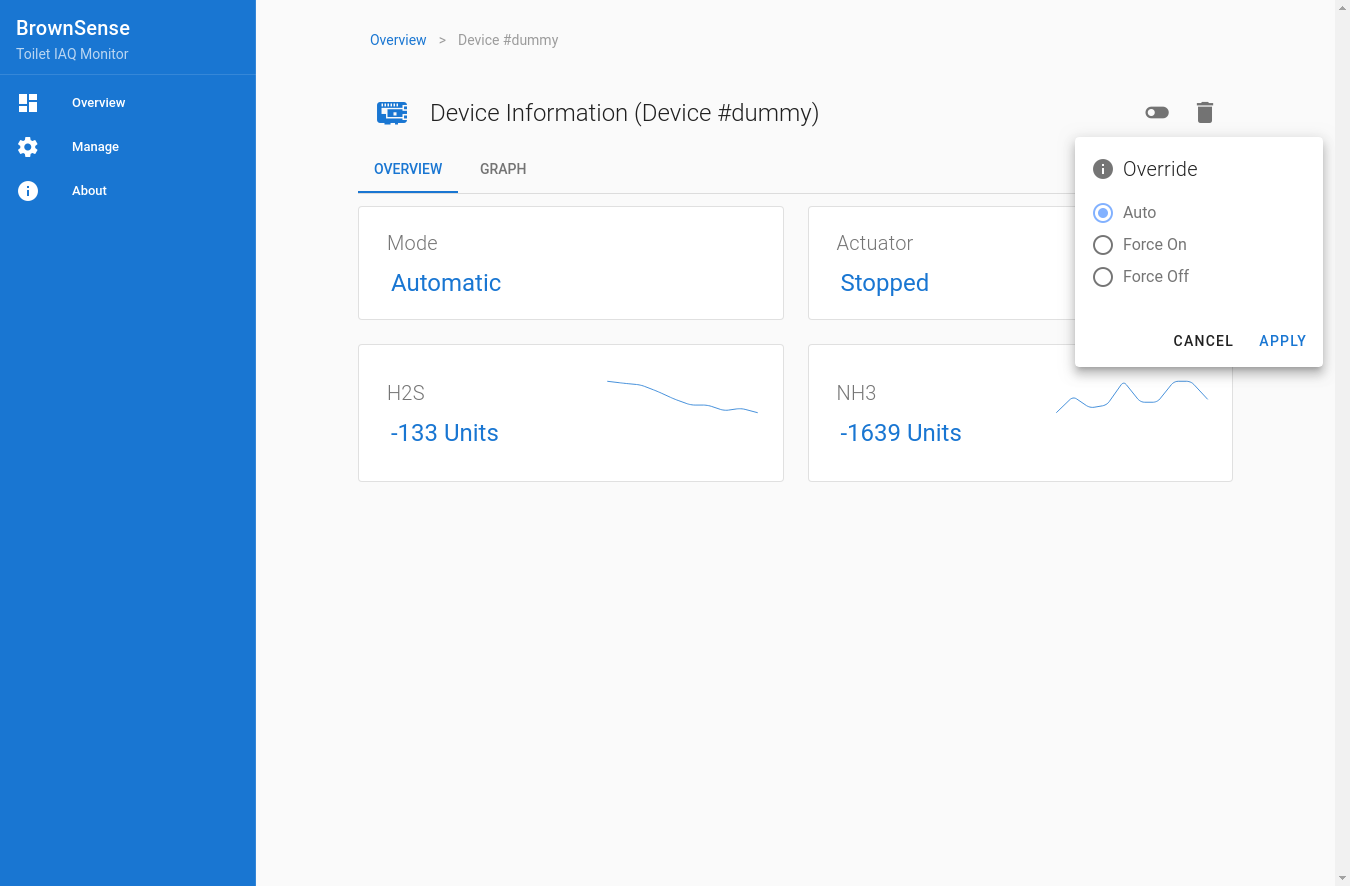 BrownSense
Toilet IAQ Monitor
Overview
Manage
About
Overview > Device #dummy
Device Information (Device #dummy)
OVERVIEW GRAPH
Mode
Automatic
Actuator
Stopped
H2S
-133 Units
NH3
-1639 Units
Override
Auto
Force On
Force Off
CANCEL APPLY